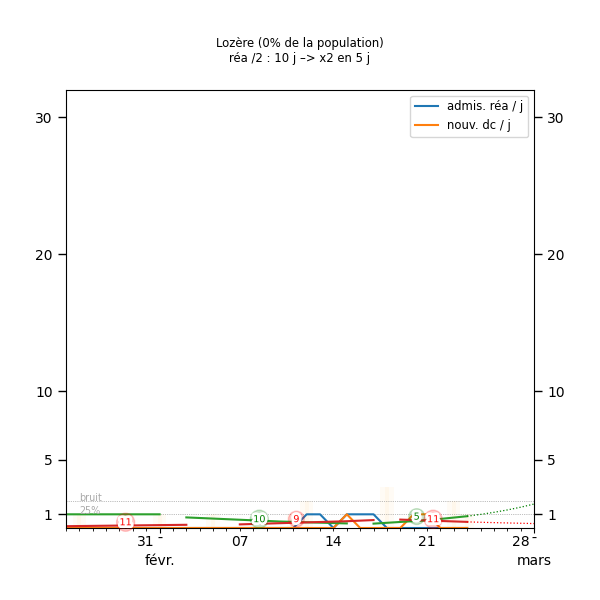 Lozère (0% de la population)
réa /2 : 10 j –> x2 en 5 j
admis. réa / j
nouv. dc / j
30 30
20 20
10 10
5 5
bruit
25%
1 1
11 10 9 5 11
31 - 07 14 21 28 -
févr. mars